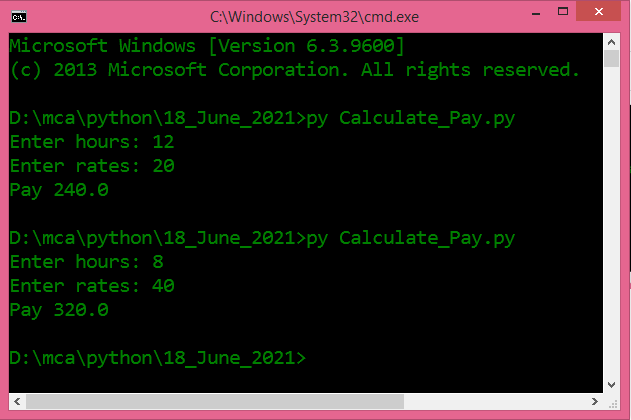 C:\Windows\System32\cmd.exe
Microsoft Windows [Version 6.3.9600]
(c) 2013 Microsoft Corporation. All rights reserved.
D:\mca\python\18_June_2021>py Calculate_Pay.py
Enter hours: 12
Enter rates: 20
Pay 240.0
D:\mca\python\18_June_2021>py Calculate_Pay.py
Enter hours: 8
Enter rates: 40
Pay 320.0
D:\mca\python\18_June_2021>